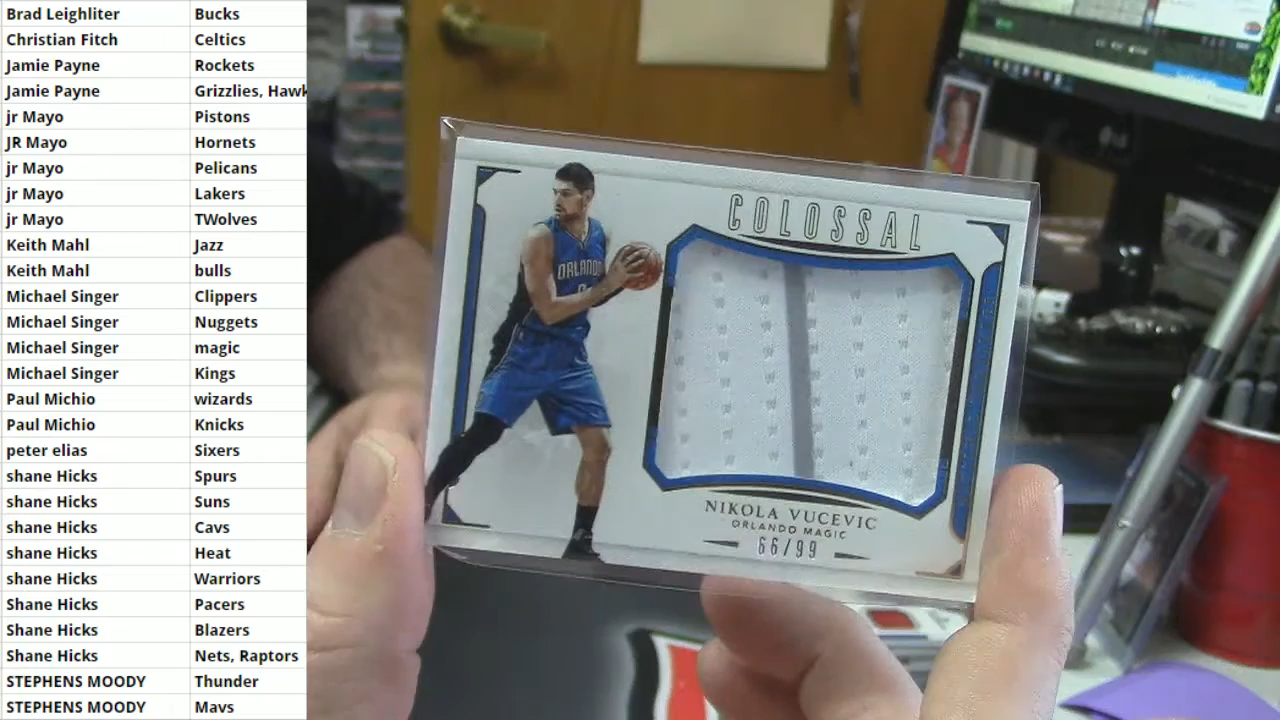 Brad Leighliter Bucks
Christian Fitch Celtics
Jamie Payne Rockets
Jamie Payne Grizzlies, Hawk
jr Mayo Pistons
JR Mayo Hornets
jr Mayo Pelicans
jr Mayo Lakers
jr Mayo TWolves
Keith Mahl Jazz
Keith Mahl bulls
Michael Singer Clippers
Michael Singer Nuggets
Michael Singer magic
Michael Singer Kings
Paul Michio wizards
Paul Michio Knicks
peter elias Sixers
shane Hicks Spurs
shane Hicks Suns
shane Hicks Cavs
shane Hicks Heat
shane Hicks Warriors
Shane Hicks Pacers
Shane Hicks Blazers
Shane Hicks Nets, Raptors
STEPHENS MOODY Thunder
STEPHENS MOODY Mavs
COLOSSAL
ORLANDO
NIKOLA VUCEVIC
ORLANDO MAGIC
66/99